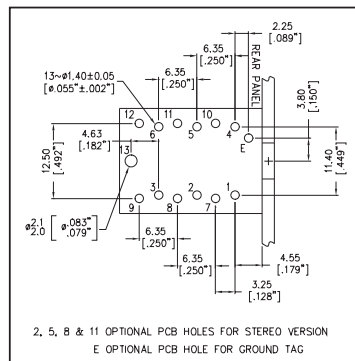 2.25
[.089"]
6.35
[.250"]
REAR PANEL
13~ø1.40±0.05
[ø.055"±.002"]
6.35
[.250"]
3.80
[.150"]
12 11 10 4
6 5
E
4.63
[.182"]
13
12.50
[.492"]
11.40
[.449"]
3 2 1
9 8 7
ø2.1
2.0
[ø.083"
.079"]
6.35
[.250"]
6.35
[.250"]
4.55
[.179"]
3.25
[.128"]
2, 5, 8 & 11 OPTIONAL PCB HOLES FOR STEREO VERSION
E OPTIONAL PCB HOLE FOR GROUND TAG